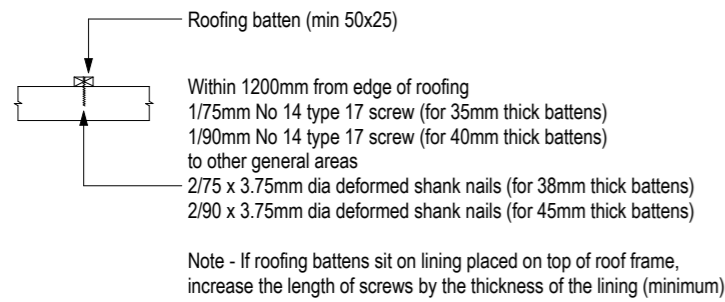 Roofing batten (min 50x25)
Within 1200mm from edge of roofing
1/75mm No 14 type 17 screw (for 35mm thick battens)
1/90mm No 14 type 17 screw (for 40mm thick battens)
to other general areas
2/75 x 3.75mm dia deformed shank nails (for 38mm thick battens)
2/90 x 3.75mm dia deformed shank nails (for 45mm thick battens)
Note - If roofing battens sit on lining placed on top of roof frame,
increase the length of screws by the thickness of the lining (minimum)